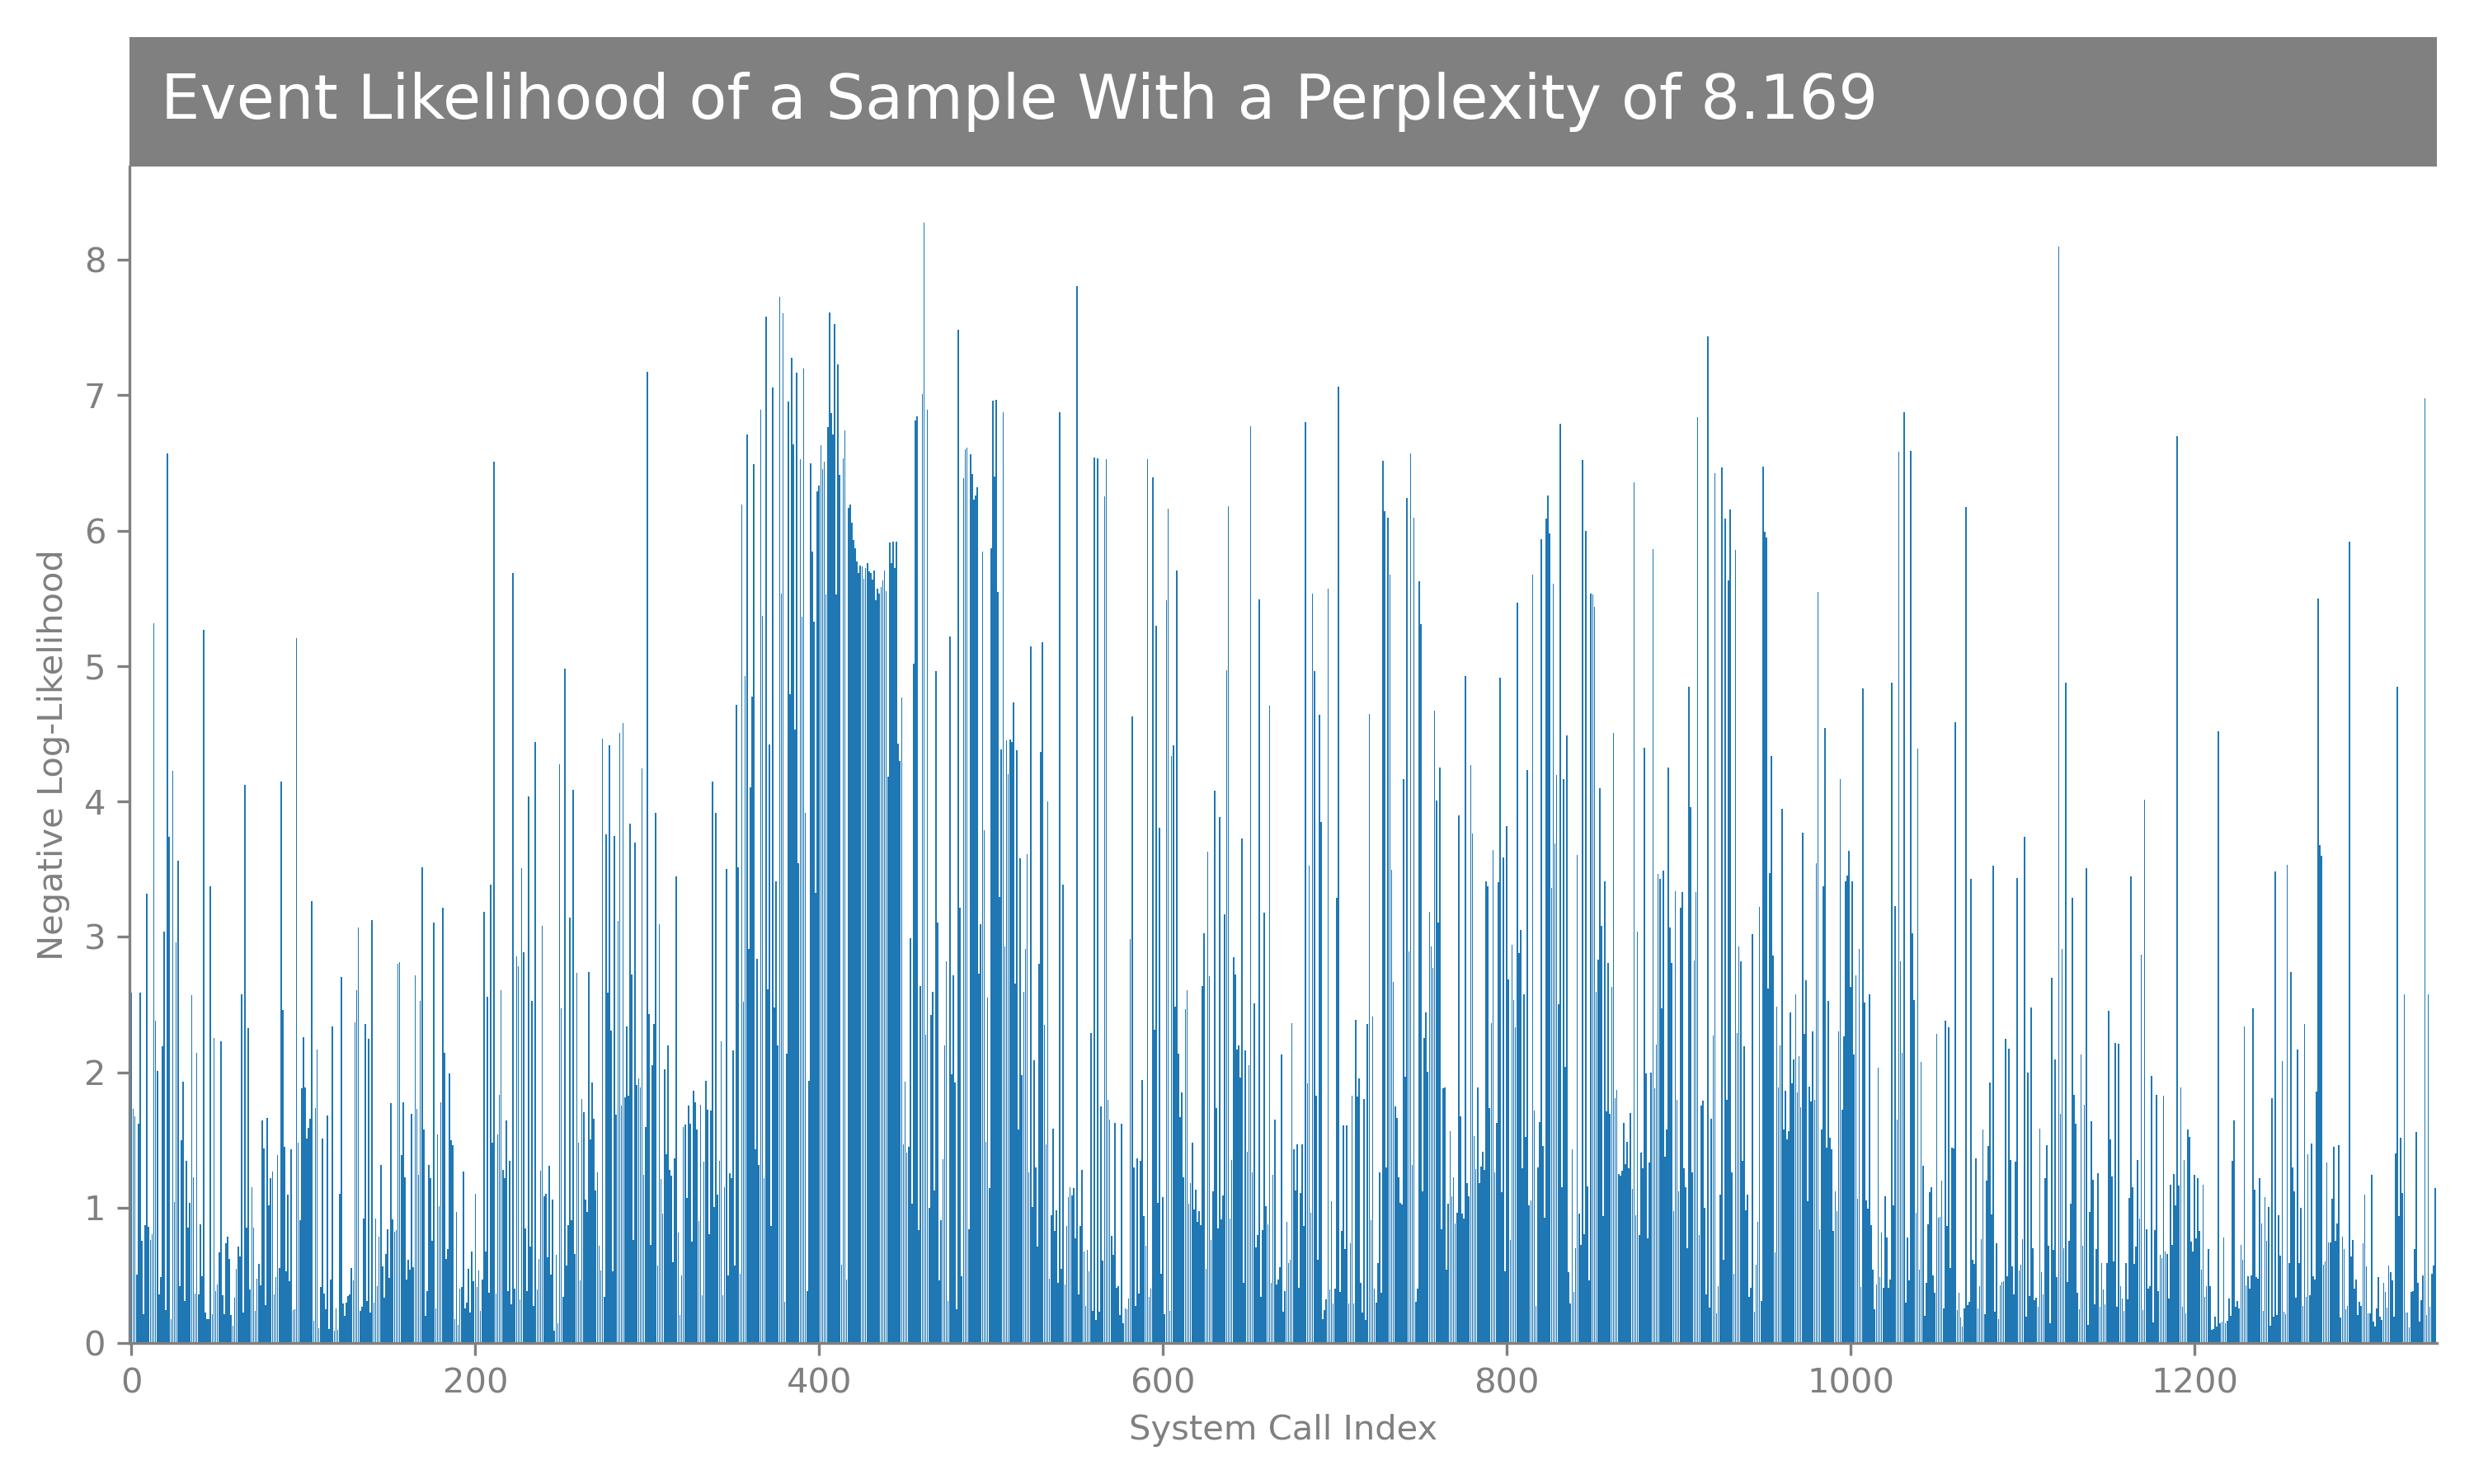 Event Likelihood of a Sample With a Perplexity of 8.169
8
7
6
5
4
3
2
1
0
Negative Log-Likelihood
0 200 400 600 800 1000 1200
System Call Index